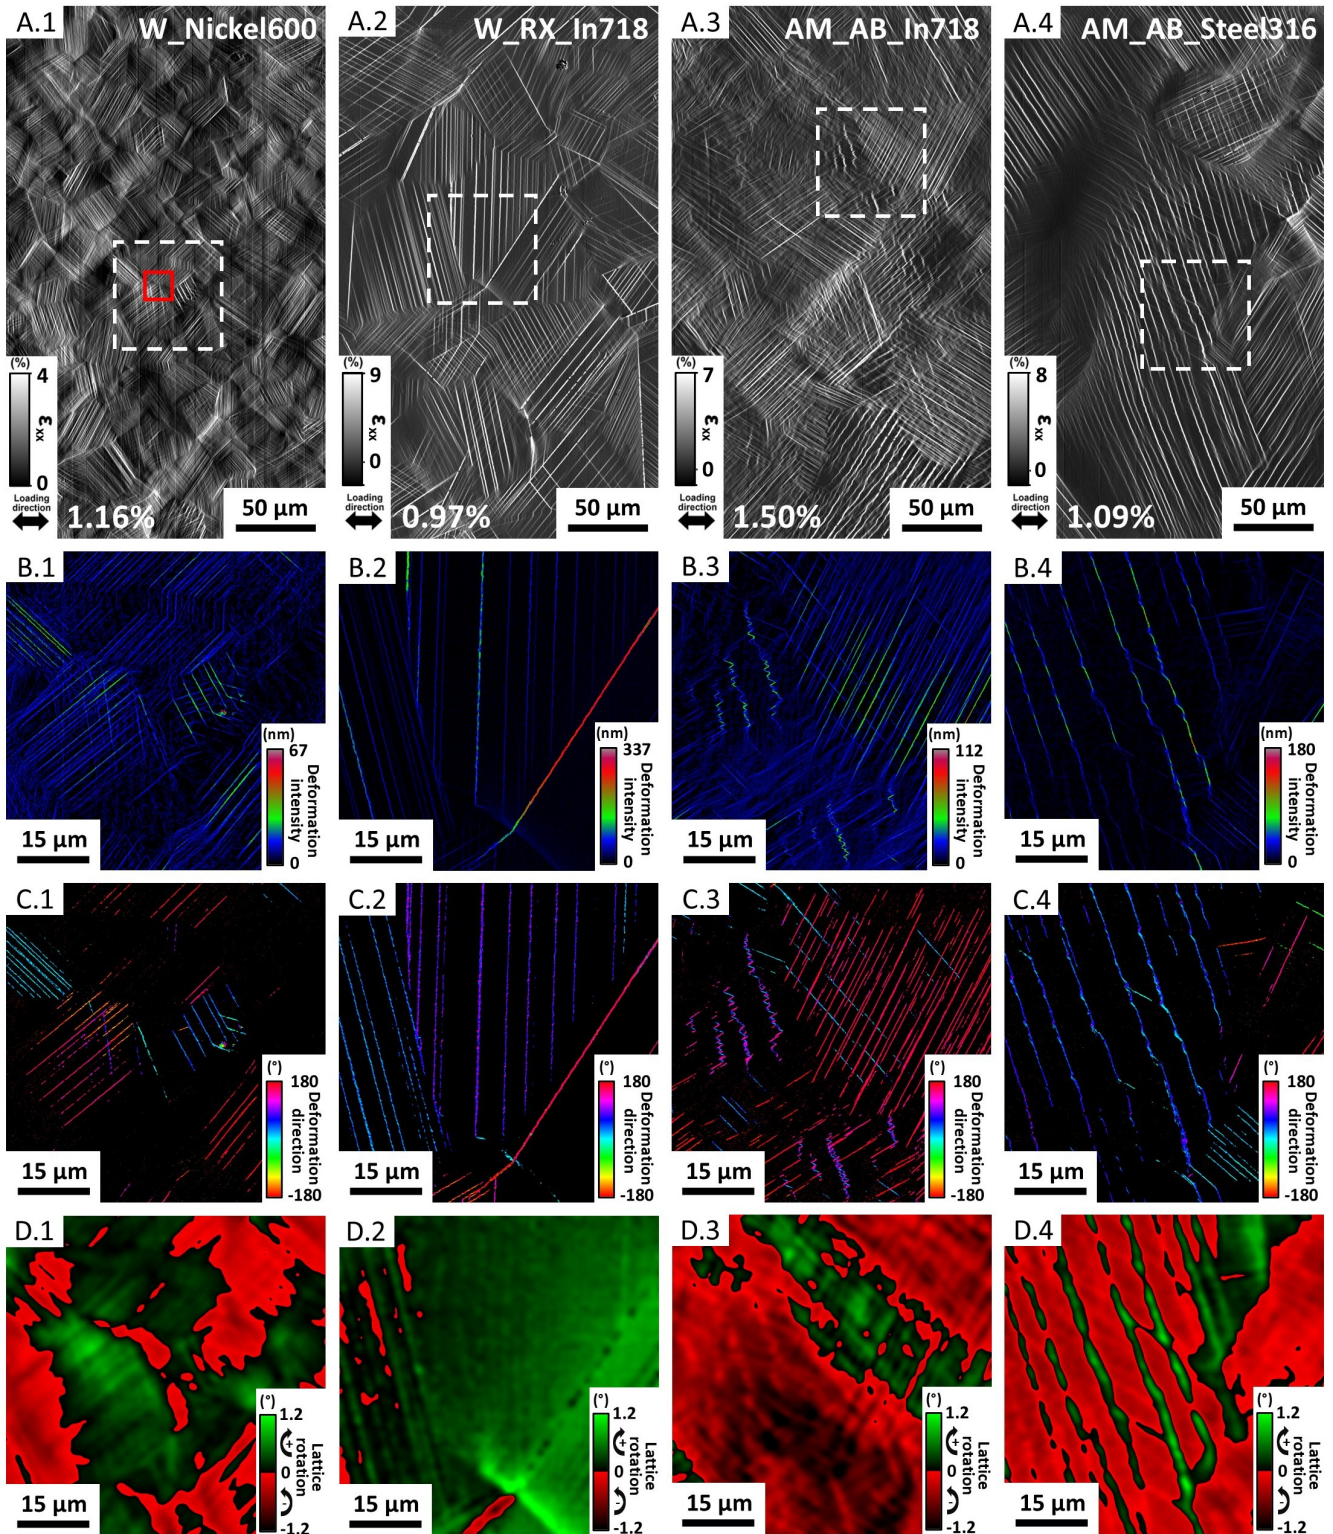 A.1
W_Nickel600
A.2
W_RX_In718
A.3
AM_AB_In718
A.4
AM_AB_Steel316
(%)
4
εxx
0
Loading
direction
1.16%
50 μm
(%)
9
εxx
0
Loading
direction
0.97%
50 μm
(%)
7
εxx
0
Loading
direction
1.50%
50 μm
(%)
8
εxx
0
Loading
direction
1.09%
50 μm
B.1
(nm)
67
Deformation
intensity
0
15 μm
B.2
(nm)
337
Deformation
intensity
0
15 μm
B.3
(nm)
112
Deformation
intensity
0
15 μm
B.4
(nm)
180
Deformation
intensity
0
15 μm
C.1
(°)
180
Deformation
direction
-180
15 μm
C.2
(°)
180
Deformation
direction
-180
15 μm
C.3
(°)
180
Deformation
direction
-180
15 μm
C.4
(°)
180
Deformation
direction
-180
15 μm
D.1
(°)
1.2
+
Lattice
rotation
0
-
-1.2
15 μm
D.2
(°)
1.2
+
Lattice
rotation
0
-
-1.2
15 μm
D.3
(°)
1.2
+
Lattice
rotation
0
-
-1.2
15 μm
D.4
(°)
1.2
+
Lattice
rotation
0
-
-1.2
15 μm